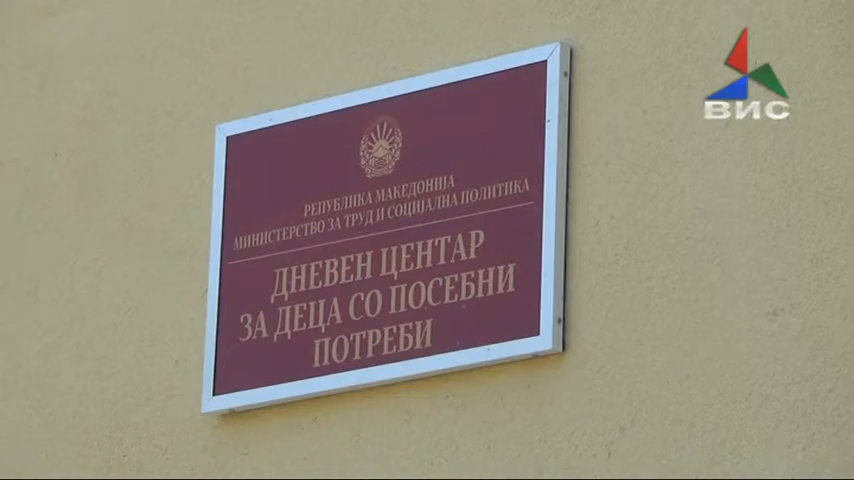 ВИС
РЕПУБЛИКА МАКЕДОНИЈА
МИНИСТЕРСТВО ЗА ТРУД И СОЦИЈАЛНА ПОЛИТИКА
ДНЕВЕН ЦЕНТАР
ЗА ДЕЦА СО ПОСЕБНИ
ПОТРЕБИ